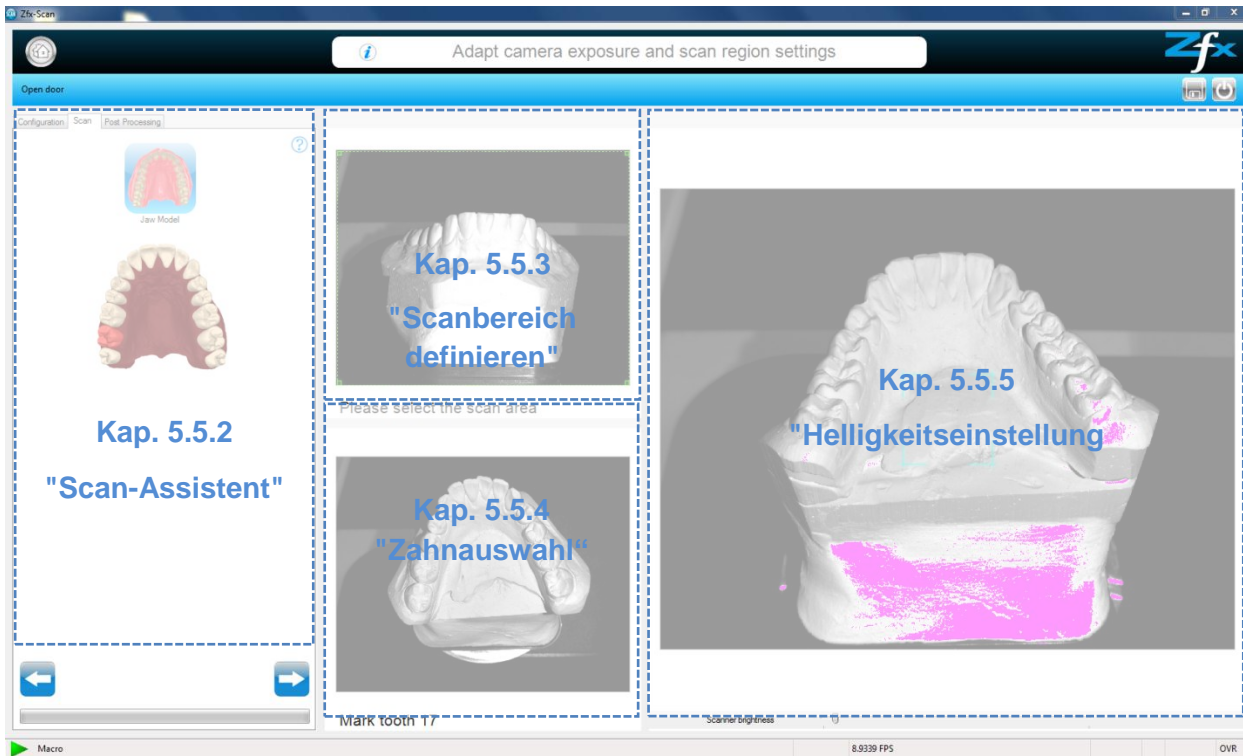 Zfx-Scan
Adapt camera exposure and scan region settings
Zfx
Open door
Configuration Scan Post Processing
Jaw Model
Kap. 5.5.2
"Scan-Assistent"
Kap. 5.5.3
"Scanbereich
definieren"
Please select the scan area
Kap. 5.5.4
"Zahnauswahl“
Mark tooth 17
Kap. 5.5.5
"Helligkeitseinstellung
Scanner brightness
Macro 8.9339 FPS OVR